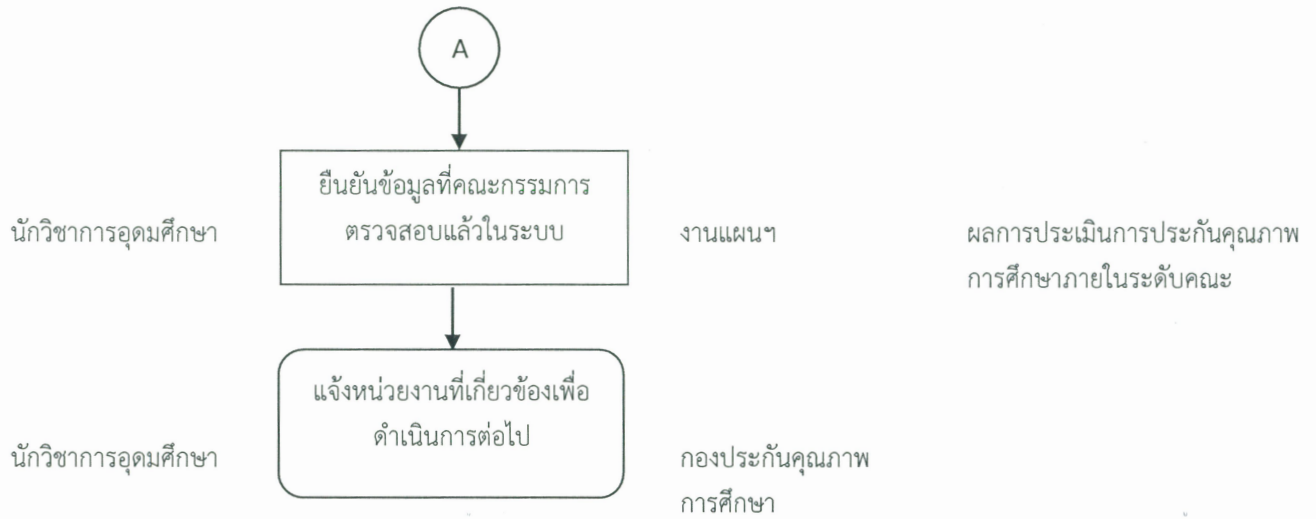 A
ยืนยันข้อมูลที่คณะกรรมการ
ตรวจสอบแล้วในระบบ
นักวิชาการอุดมศึกษา
งานแผนฯ
ผลการประเมินการประกันคุณภาพ
การศึกษาภายในระดับคณะ
แจ้งหน่วยงานที่เกี่ยวข้องเพื่อ
ดำเนินการต่อไป
นักวิชาการอุดมศึกษา
กองประกันคุณภาพ
การศึกษา